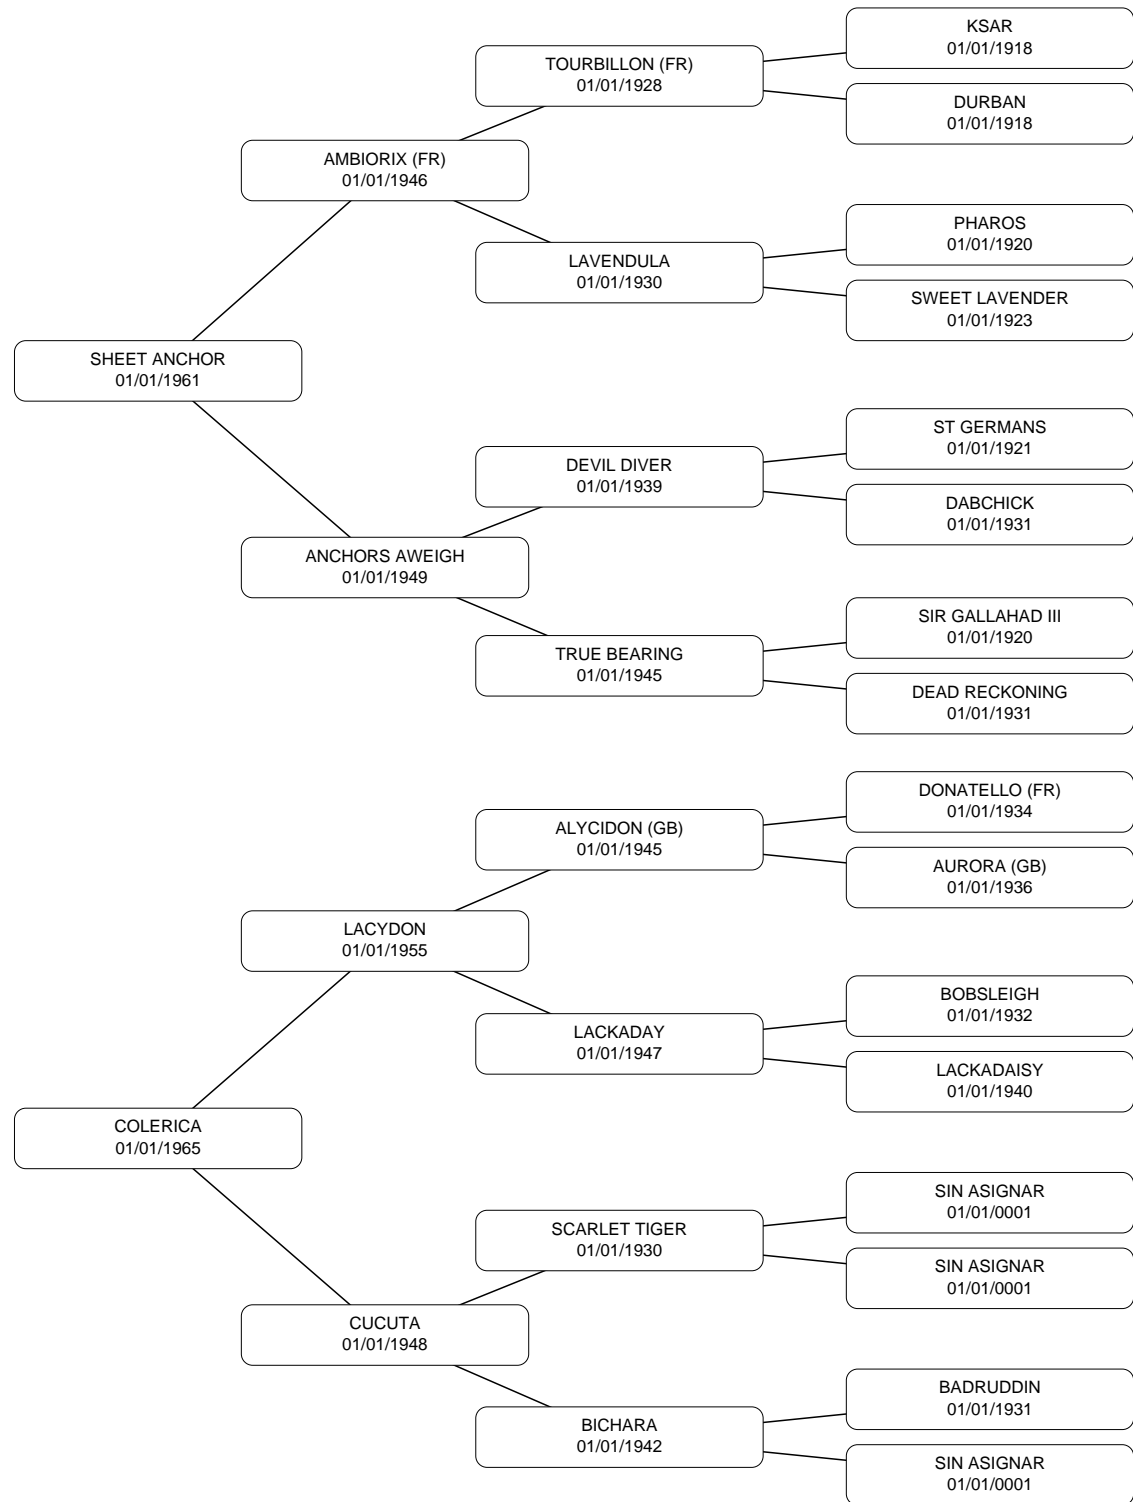 KSAR
01/01/1918
TOURBILLON (FR)
01/01/1928
DURBAN
01/01/1918
AMBIORIX (FR)
01/01/1946
PHAROS
01/01/1920
LAVENDULA
01/01/1930
SWEET LAVENDER
01/01/1923
SHEET ANCHOR
01/01/1961
ST GERMANS
01/01/1921
DEVIL DIVER
01/01/1939
DABCHICK
01/01/1931
ANCHORS AWEIGH
01/01/1949
SIR GALLAHAD III
01/01/1920
TRUE BEARING
01/01/1945
DEAD RECKONING
01/01/1931
DONATELLO (FR)
01/01/1934
ALYCIDON (GB)
01/01/1945
AURORA (GB)
01/01/1936
LACYDON
01/01/1955
BOBSLEIGH
01/01/1932
LACKADAY
01/01/1947
LACKADAISY
01/01/1940
COLERICA
01/01/1965
SIN ASIGNAR
01/01/0001
SCARLET TIGER
01/01/1930
SIN ASIGNAR
01/01/0001
CUCUTA
01/01/1948
BADRUDDIN
01/01/1931
BICHARA
01/01/1942
SIN ASIGNAR
01/01/0001